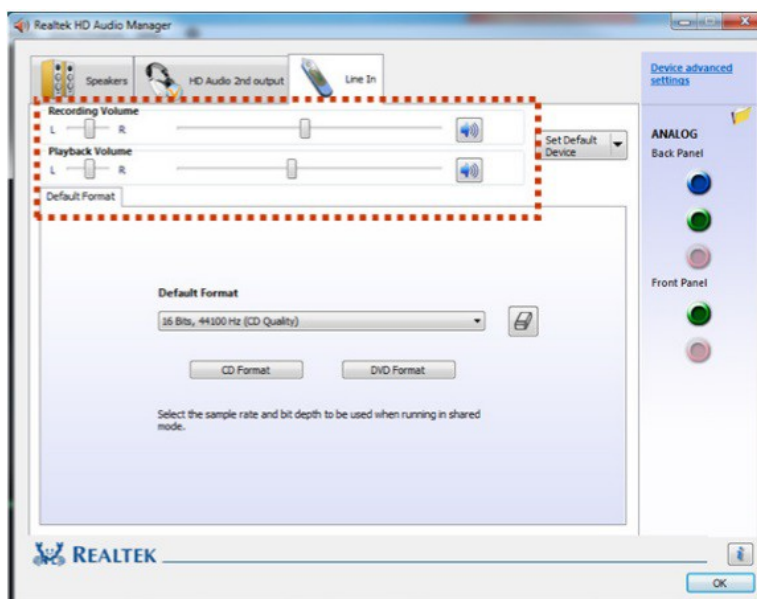 Realtek HD Audio Manager
Speakers
HD Audio 2nd output
Line In
Device advanced
settings
Recording Volume
L R
Set Default
Device
ANALOG
Back Panel
Playback Volume
L R
Default Format
Front Panel
Default Format
16 Bits, 44100 Hz (CD Quality)
CD Format
DVD Format
Select the sample rate and bit depth to be used when running in shared
mode.
REALTEK
i
OK